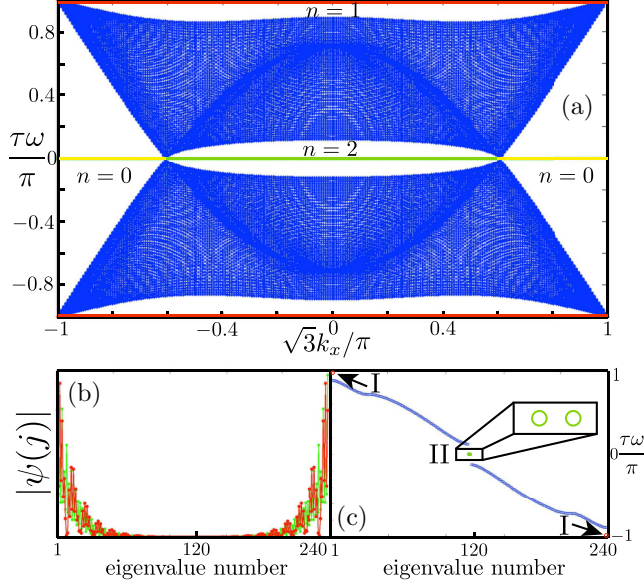 n = 1
0.8
0.4
(a)
τω/π
n = 2
0
n = 0
n = 0
−0.4
−0.8
−1
−0.4
0
0.4
1
√3kₓ/π
(b)
I
1
|ψ(j)|
II
τω/π
0
(c)
I
−1
1
120
240
1
120
240
eigenvalue number
eigenvalue number